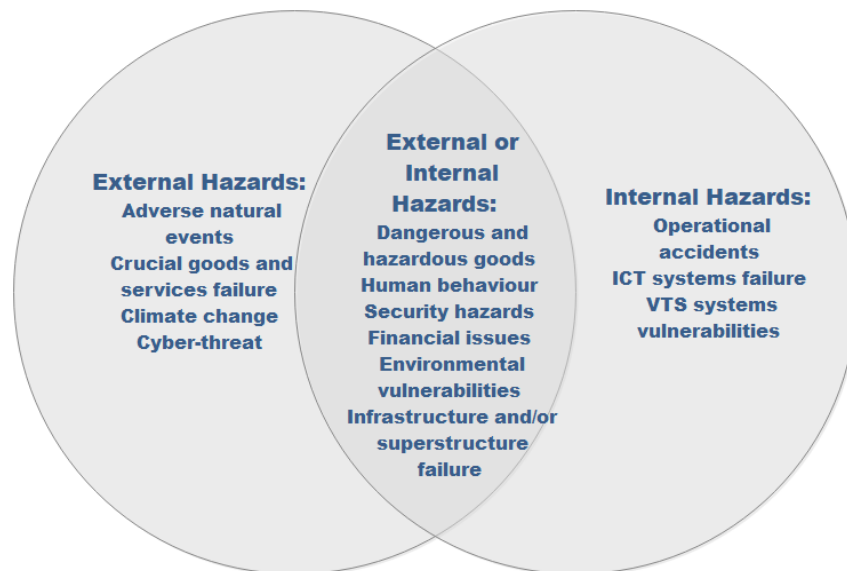 External Hazards:
Adverse natural
events
Crucial goods and
services failure
Climate change
Cyber-threat
External or
Internal
Hazards:
Dangerous and
hazardous goods
Human behaviour
Security hazards
Financial issues
Environmental
vulnerabilities
Infrastructure and/or
superstructure
failure
Internal Hazards:
Operational
accidents
ICT systems failure
VTS systems
vulnerabilities